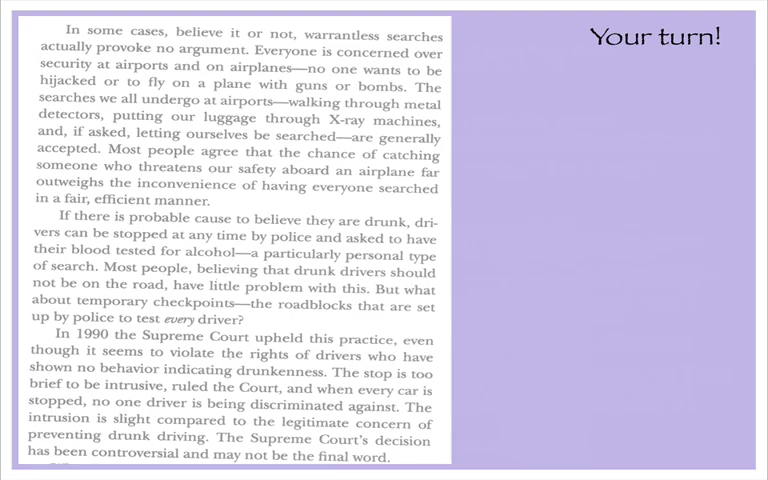 In some cases, believe it or not, warrantless searches
actually provoke no argument. Everyone is concerned over
security at airports and on airplanes—no one wants to be
hijacked or to fly on a plane with guns or bombs. The
searches we all undergo at airports—walking through metal
detectors, putting our luggage through X-ray machines,
and, if asked, letting ourselves be searched—are generally
accepted. Most people agree that the chance of catching
someone who threatens our safety aboard an airplane far
outweighs the inconvenience of having everyone searched
in a fair, efficient manner.
If there is probable cause to believe they are drunk, dri-
vers can be stopped at any time by police and asked to have
their blood tested for alcohol—a particularly personal type
of search. Most people, believing that drunk drivers should
not be on the road, have little problem with this. But what
about temporary checkpoints—the roadblocks that are set
up by police to test every driver?
In 1990 the Supreme Court upheld this practice, even
though it seems to violate the rights of drivers who have
shown no behavior indicating drunkenness. The stop is too
brief to be intrusive, ruled the Court, and when every car is
stopped, no one driver is being discriminated against. The
intrusion is slight compared to the legitimate concern of
preventing drunk driving. The Supreme Court's decision
has been controversial and may not be the final word.
Your turn!